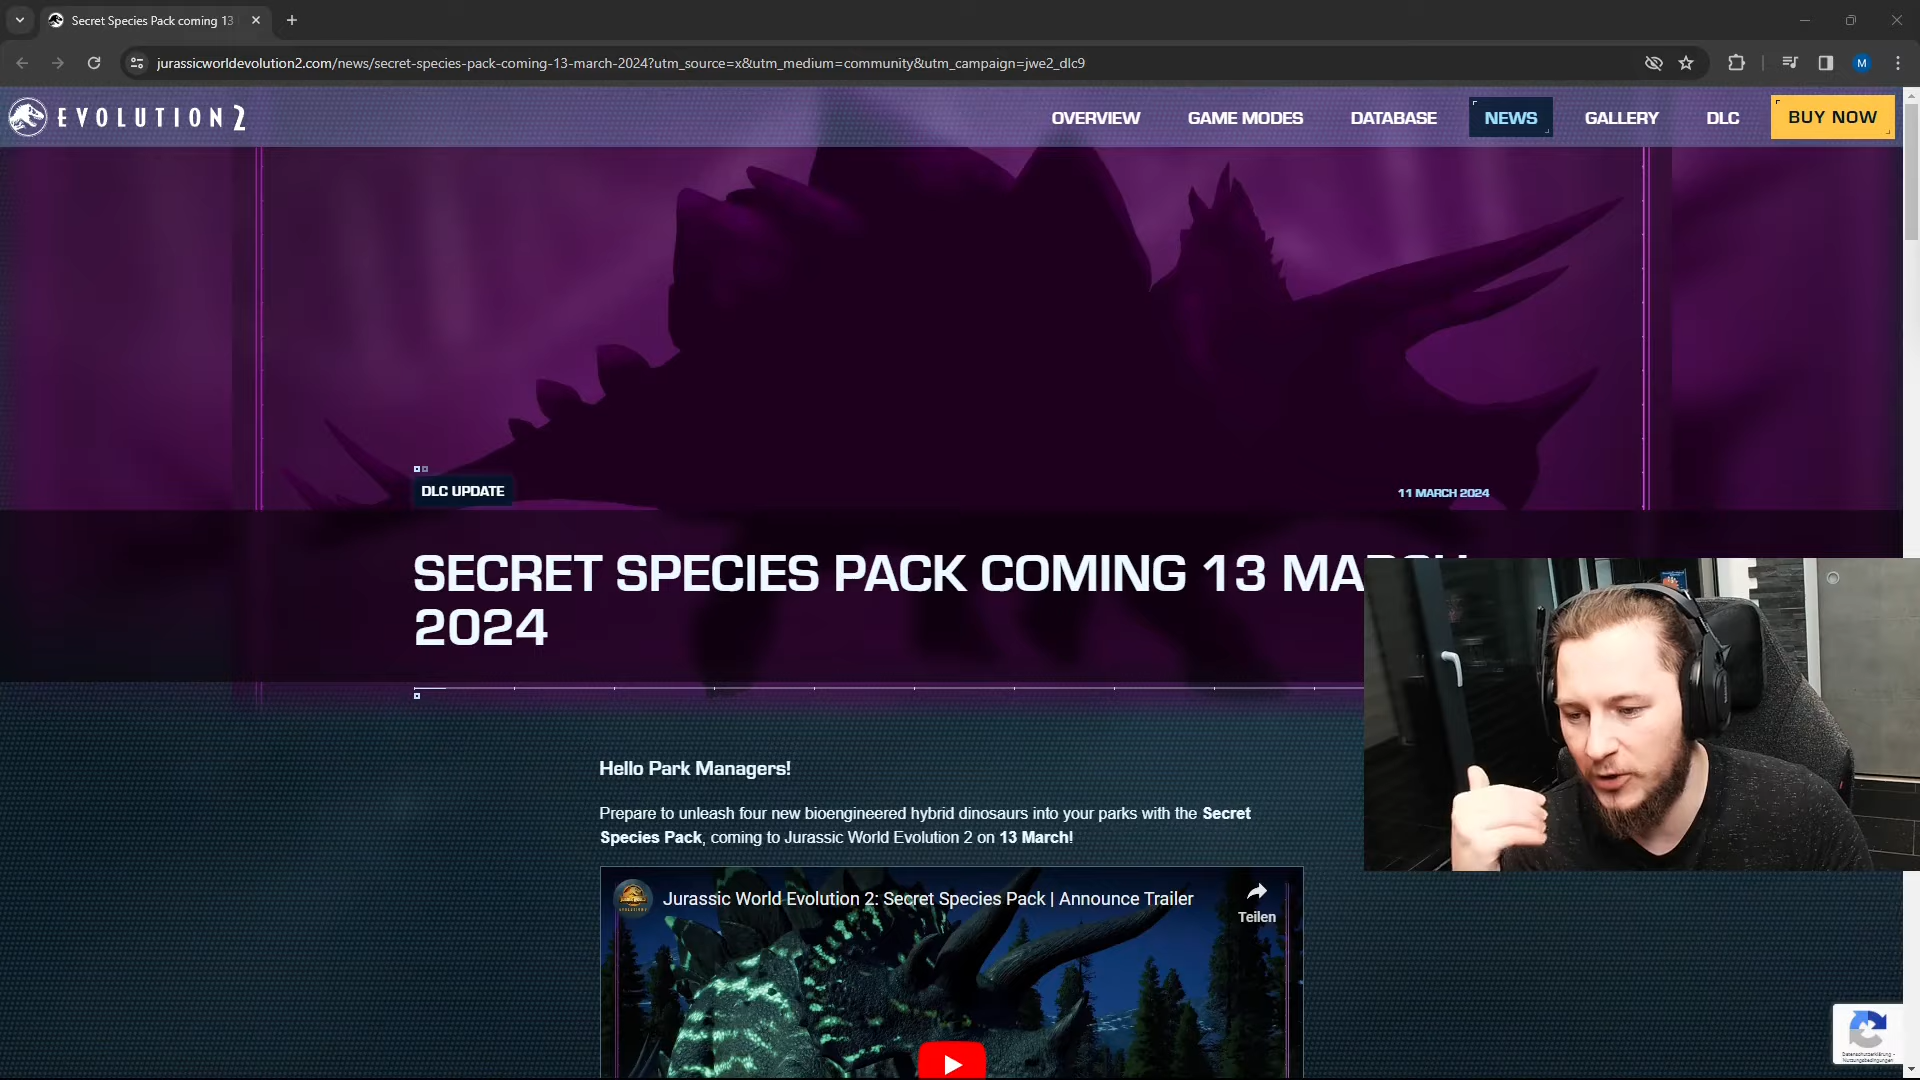 Secret Species Pack coming 13
jurassicworldevolution2.com/news/secret-species-pack-coming-13-march-2024?utm_source=x&utm_medium=community&utm_campaign=jwe2_dlc9
M
EVOLUTION 2
OVERVIEW
GAME MODES
DATABASE
NEWS
GALLERY
DLC
BUY NOW
DLC UPDATE
11 MARCH 2024
SECRET SPECIES PACK COMING 13 MARCH
2024
Hello Park Managers!
Prepare to unleash four new bioengineered hybrid dinosaurs into your parks with the Secret
Species Pack, coming to Jurassic World Evolution 2 on 13 March!
Jurassic World Evolution 2: Secret Species Pack | Announce Trailer
Teilen
Datenschutzerklärung -
Nutzungsbedingungen